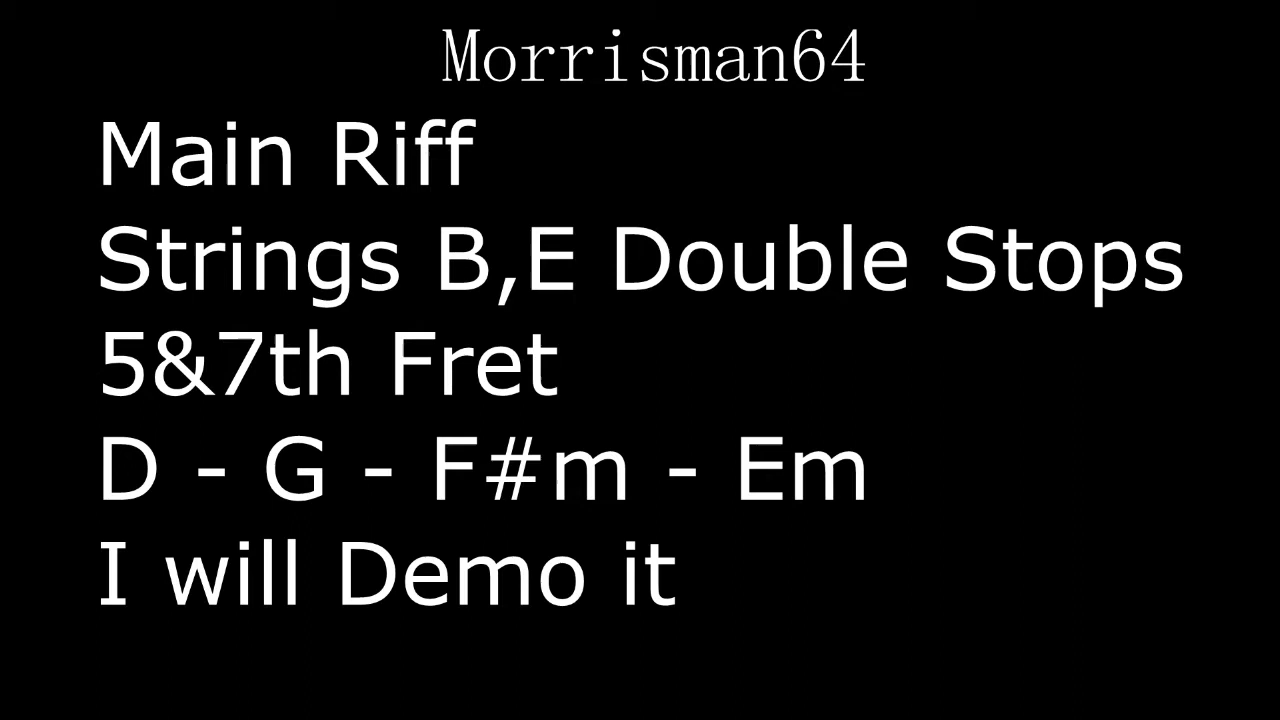 Morrisman64
Main Riff
Strings B,E Double Stops
5&7th Fret
D - G - F#m - Em
I will Demo it